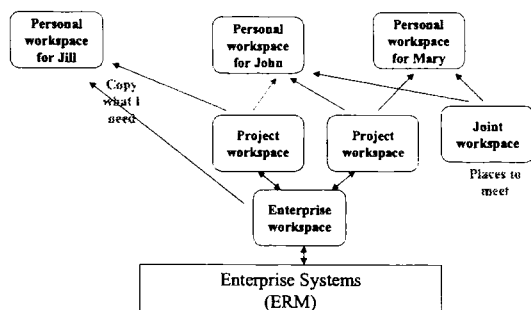 Personal
workspace
for Jill
Personal
workspace
for John
Personal
workspace
for Mary
Copy
what I
need
Project
workspace
Project
workspace
Joint
workspace
Places to
meet
Enterprise
workspace
Enterprise Systems
(ERM)